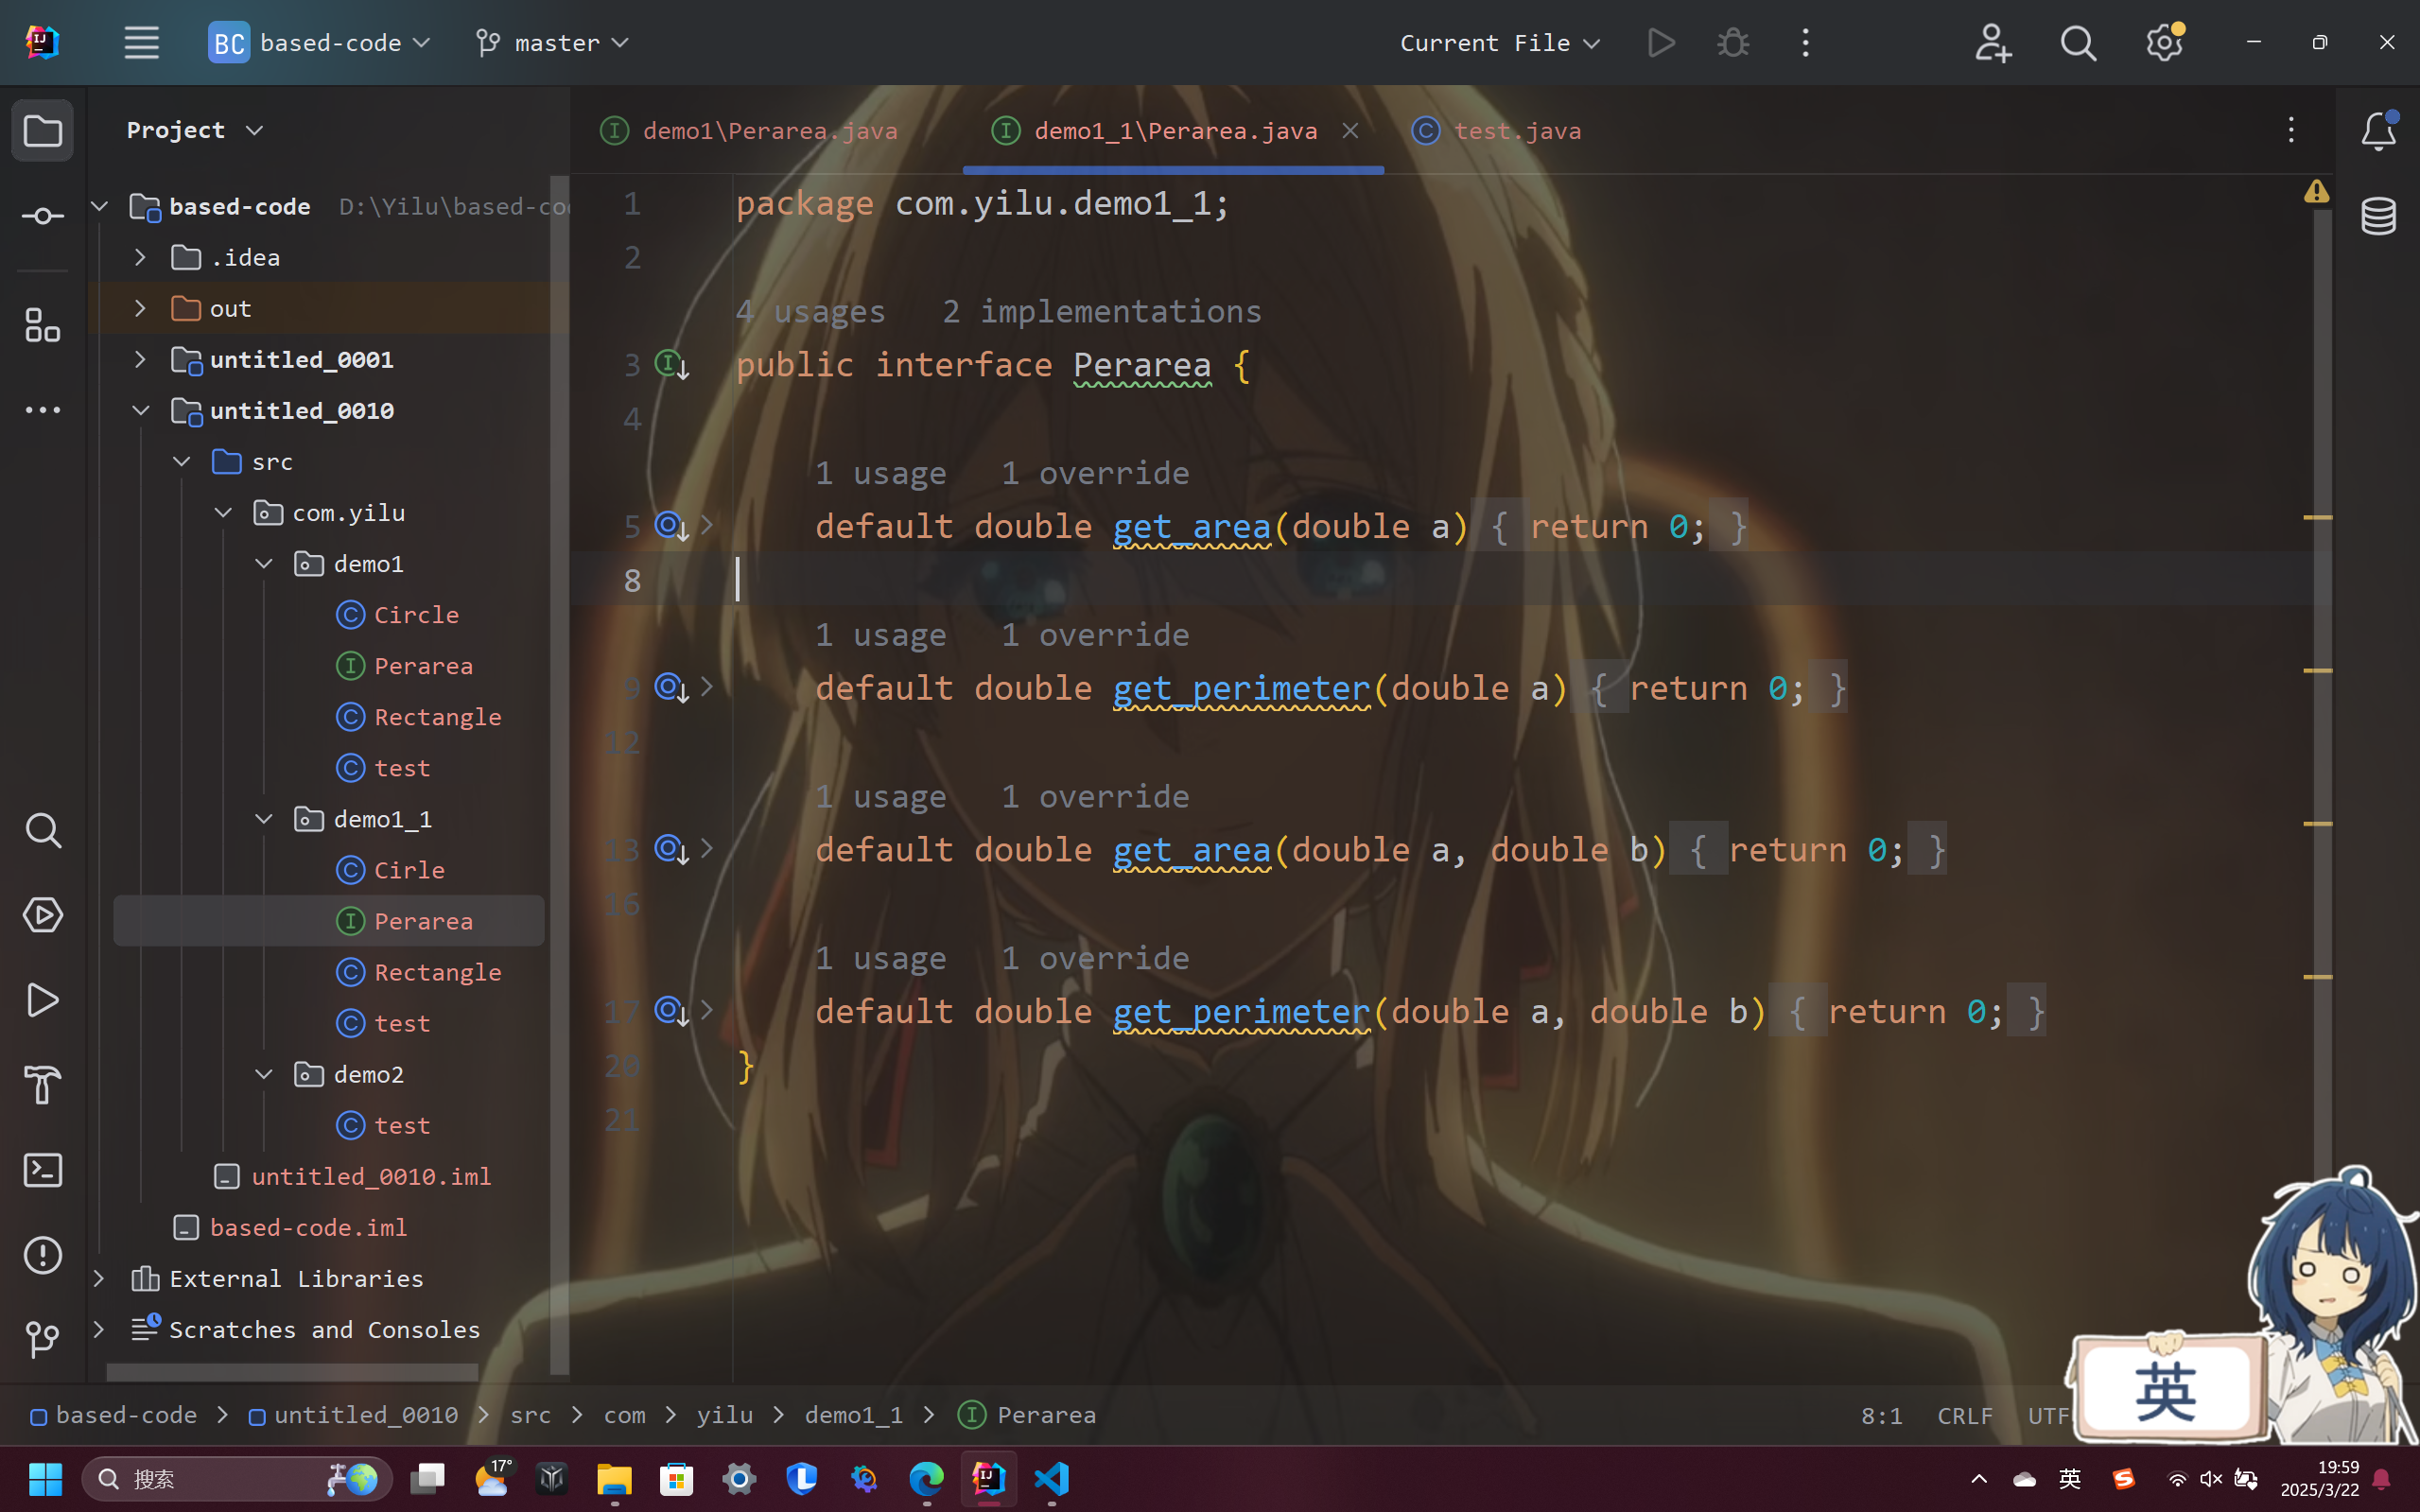 BC based-code master Current File
Project
demo1\Perarea.java demo1_1\Perarea.java test.java
based-code D:\Yilu\based-co
.idea
out
untitled_0001
untitled_0010
src
com.yilu
demo1
Circle
Perarea
Rectangle
test
demo1_1
Cirle
Perarea
Rectangle
test
demo2
test
untitled_0010.iml
based-code.iml
External Libraries
Scratches and Consoles
1 package com.yilu.demo1_1;
2
4 usages 2 implementations
3 public interface Perarea {
4
1 usage 1 override
5 default double get_area(double a) { return 0; }
8
1 usage 1 override
9 default double get_perimeter(double a) { return 0; }
12
1 usage 1 override
13 default double get_area(double a, double b) { return 0; }
16
1 usage 1 override
17 default double get_perimeter(double a, double b) { return 0; }
20 }
21
英
based-code > untitled_0010 > src > com > yilu > demo1_1 > Perarea 8:1 CRLF UTF
搜索 17° 英 19:59
2025/3/22